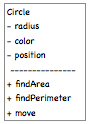 Circle
- radius
- color
- position
----------------
+ findArea
+ findPerimeter
+ move